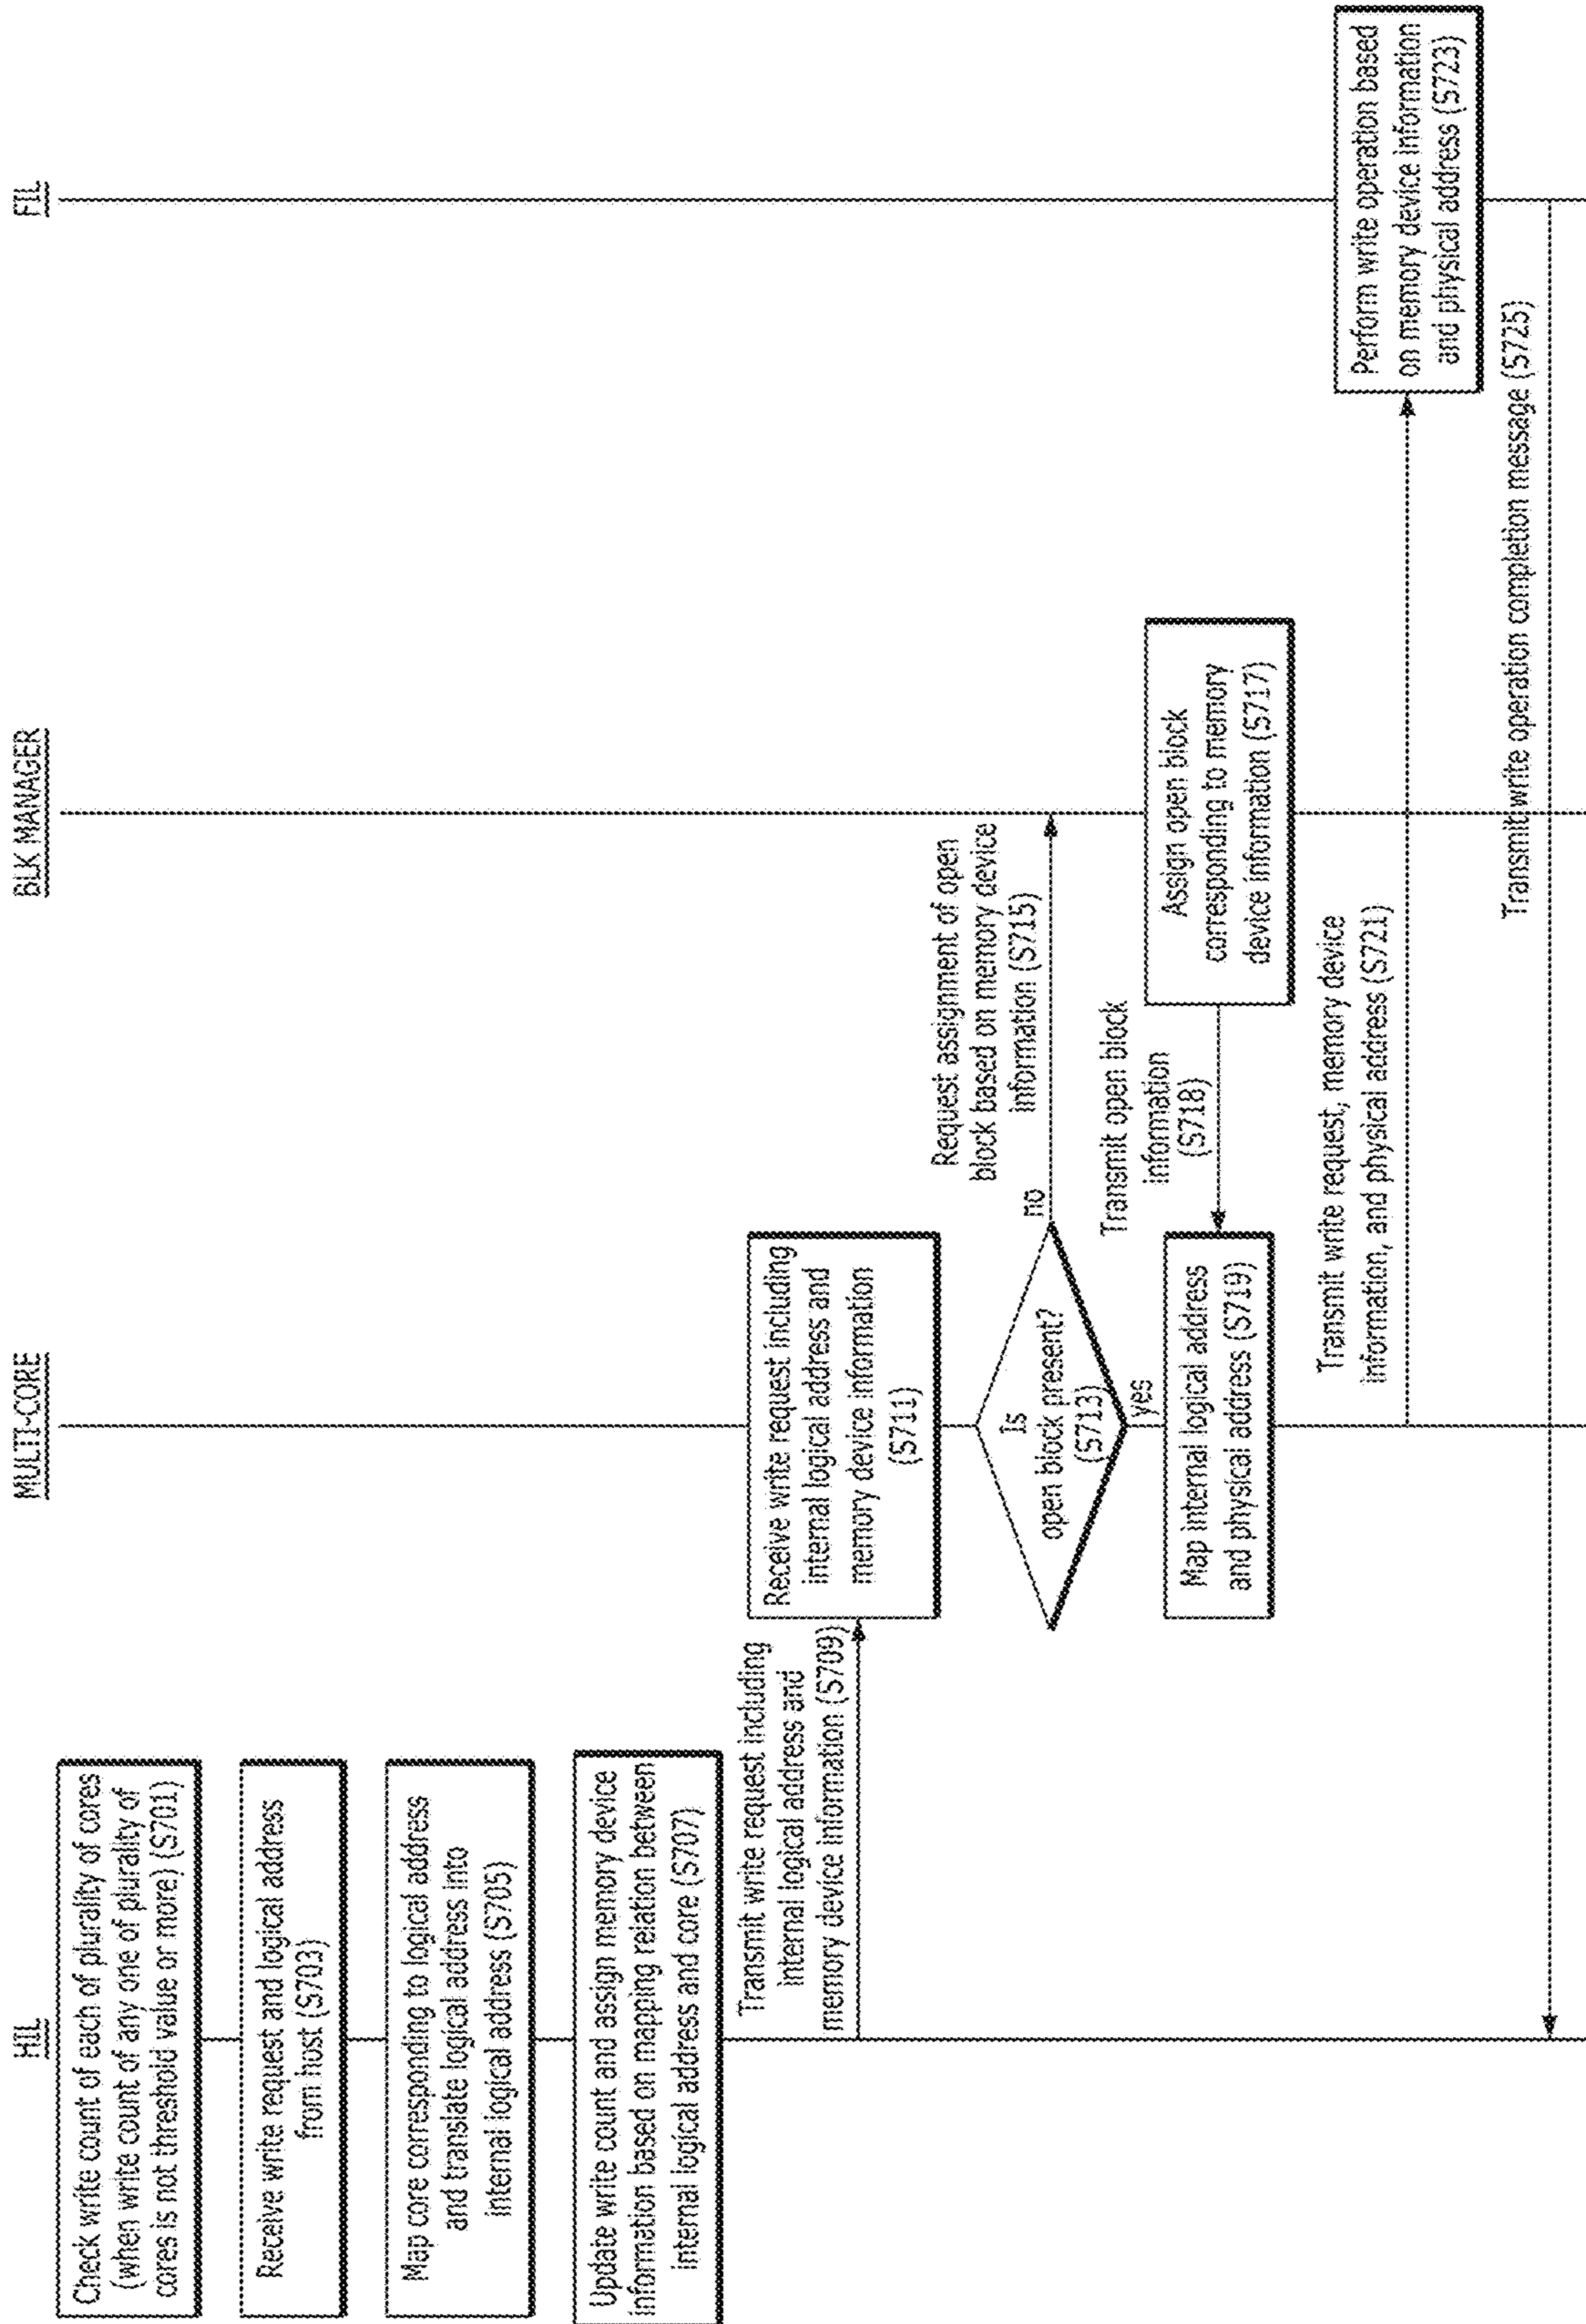 HIL
MULTI-CORE
BLK MANAGER
FIL
Check write count of each of plurality of cores
(when write count of any one of plurality of
cores is not threshold value or more) (S701)
Receive write request and logical address
from host (S703)
Map core corresponding to logical address
and translate logical address into
internal logical address (S705)
Update write count and assign memory device
information based on mapping relation between
internal logical address and core (S707)
Transmit write request including
internal logical address and
memory device information (S709)
Receive write request including
internal logical address and
memory device information
(S711)
Is
open block present?
(S713)
no
yes
Request assignment of open
block based on memory device
information (S715)
Assign open block
corresponding to memory
device information (S717)
Transmit open block
information
(S718)
Map internal logical address
and physical address (S719)
Transmit write request, memory device
information, and physical address (S721)
Perform write operation based
on memory device information
and physical address (S723)
Transmit write operation completion message (S725)